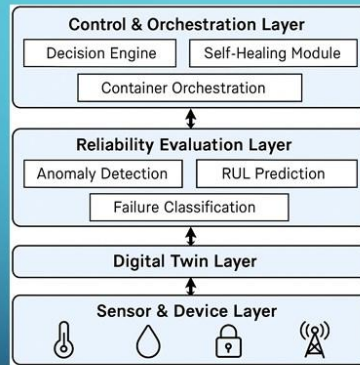 Control & Orchestration Layer
Decision Engine
Self-Healing Module
Container Orchestration
Reliability Evaluation Layer
Anomaly Detection
RUL Prediction
Failure Classification
Digital Twin Layer
Sensor & Device Layer